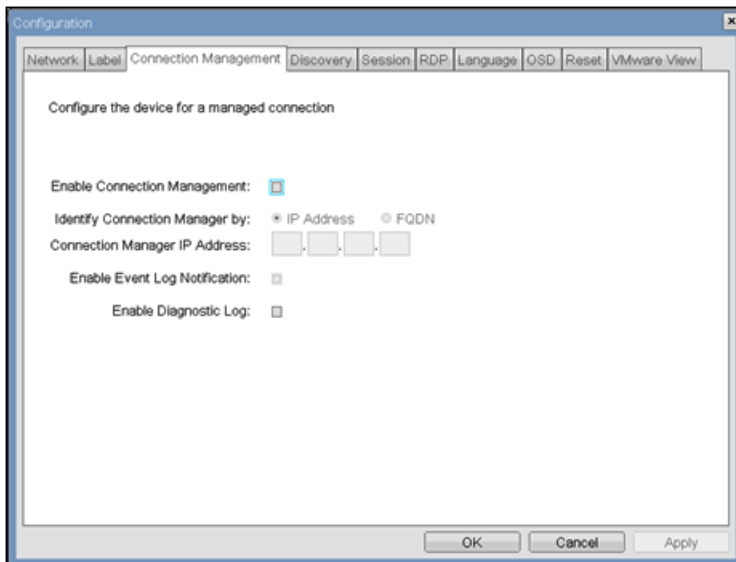 Configuration
Network Label Connection Management Discovery Session RDP Language OSD Reset VMware View
Configure the device for a managed connection
Enable Connection Management:
Identify Connection Manager by: IP Address FQDN
Connection Manager IP Address: . . .
Enable Event Log Notification:
Enable Diagnostic Log:
OK Cancel Apply